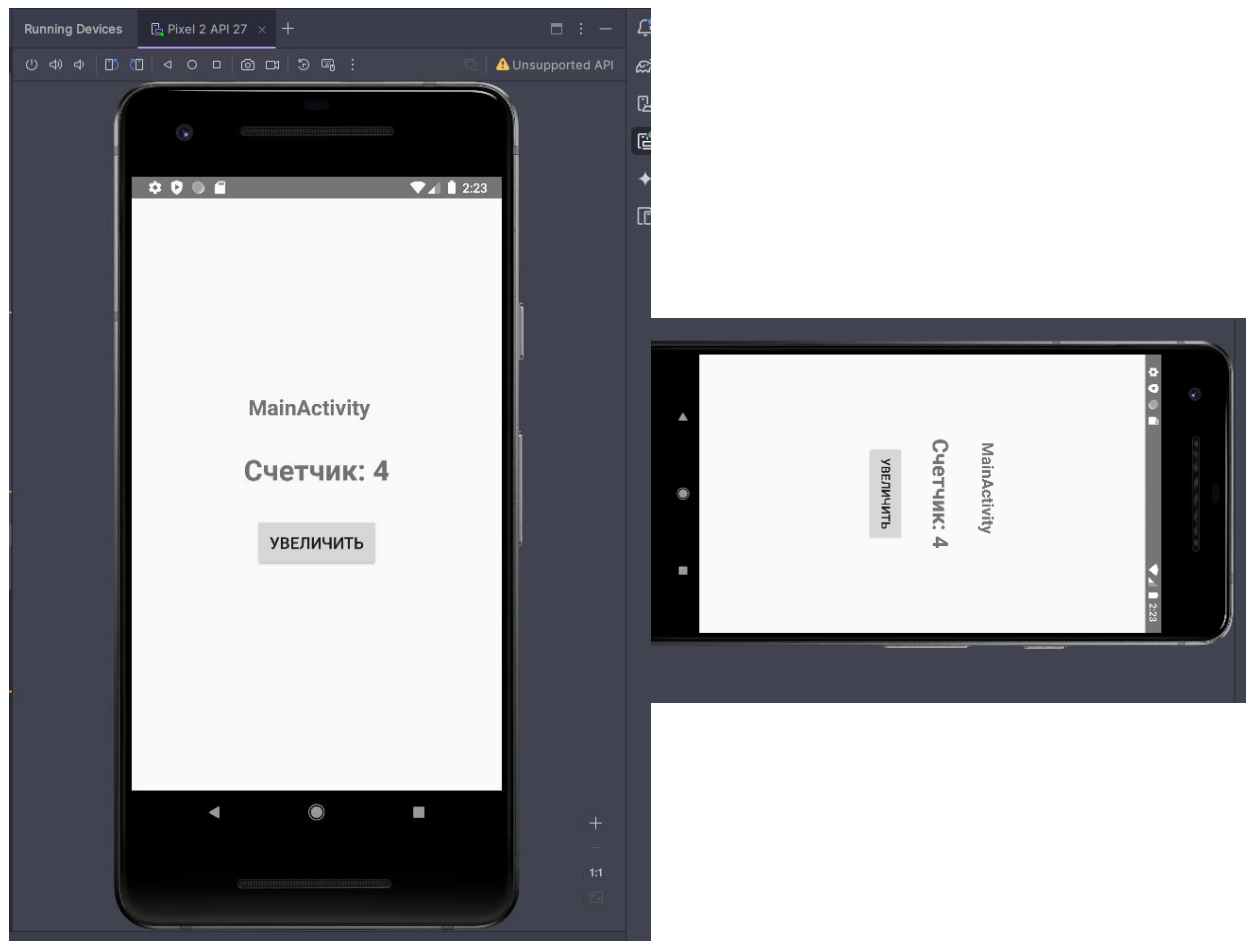 Running Devices
Pixel 2 API 27
Unsupported API
2:23
MainActivity
Счетчик: 4
УВЕЛИЧИТЬ
1:1
2:23
MainActivity
Счетчик: 4
УВЕЛИЧИТЬ